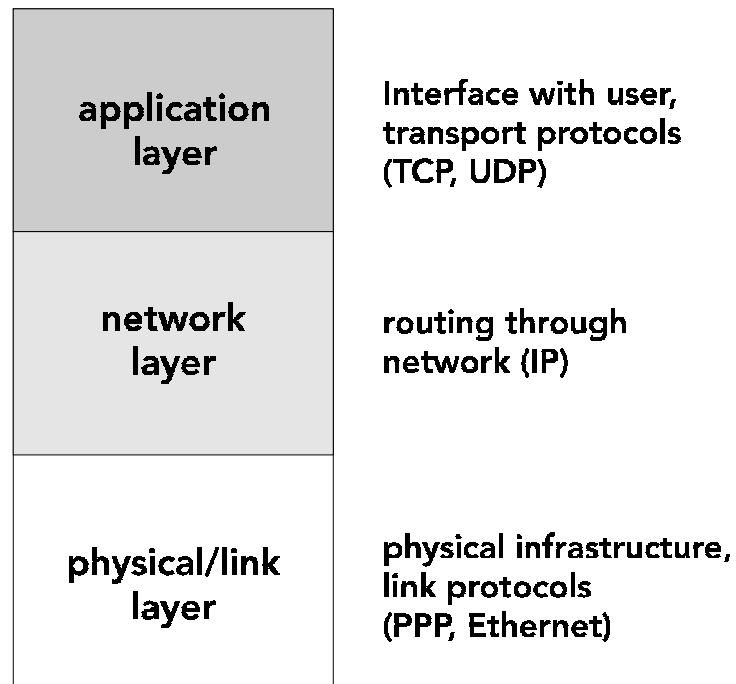 application
layer
Interface with user,
transport protocols
(TCP, UDP)
network
layer
routing through
network (IP)
physical/link
layer
physical infrastructure,
link protocols
(PPP, Ethernet)